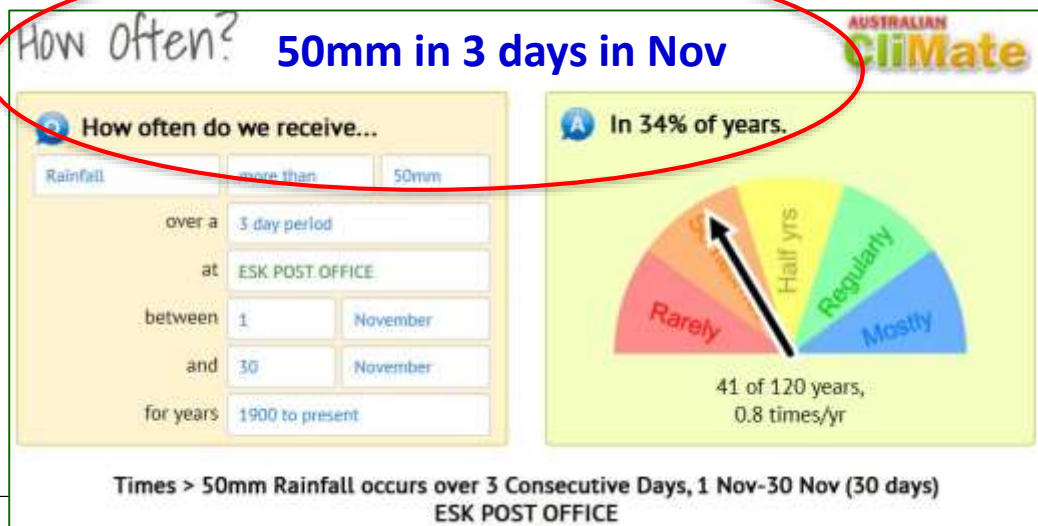 How Often?
50mm in 3 days in Nov
AUSTRALIAN
CliMate
Q How often do we receive...
Rainfall more than 50mm
over a 3 day period
at ESK POST OFFICE
between 1 November
and 30 November
for years 1900 to present
A In 34% of years.
Rarely
Half yrs
Regularly
Mostly
41 of 120 years,
0.8 times/yr
Times > 50mm Rainfall occurs over 3 Consecutive Days, 1 Nov-30 Nov (30 days)
ESK POST OFFICE